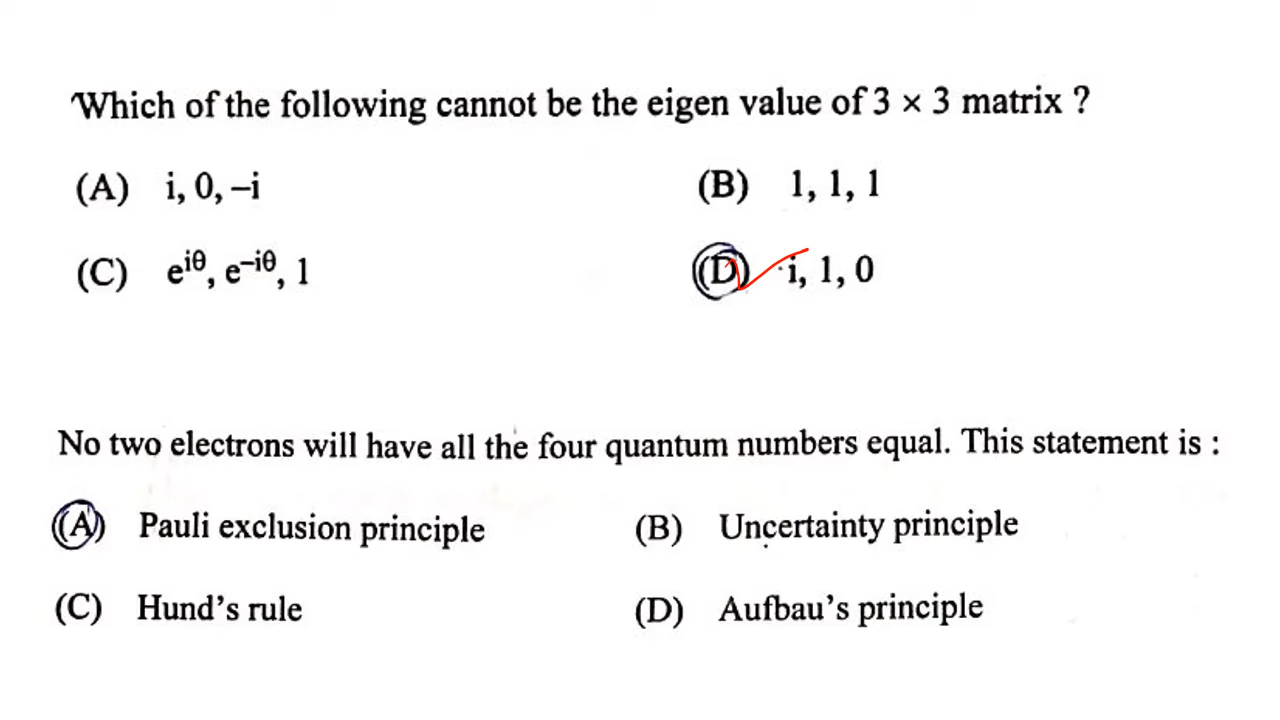 Which of the following cannot be the eigen value of 3 × 3 matrix ?
(A) i, 0, –i (B) 1, 1, 1
(C) e^{iθ}, e^{–iθ}, 1 (D) i, 1, 0
No two electrons will have all the four quantum numbers equal. This statement is :
(A) Pauli exclusion principle (B) Uncertainty principle
(C) Hund's rule (D) Aufbau's principle